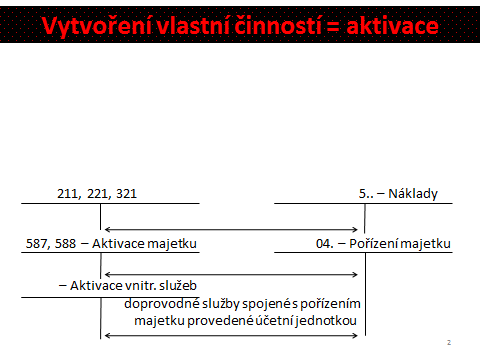 Vytvoření vlastní činností = aktivace
211, 221, 321
5.. – Náklady
587, 588 – Aktivace majetku
04. – Pořízení majetku
– Aktivace vnitr. služeb
doprovodné služby spojené s pořízením
majetku provedené účetní jednotkou
2